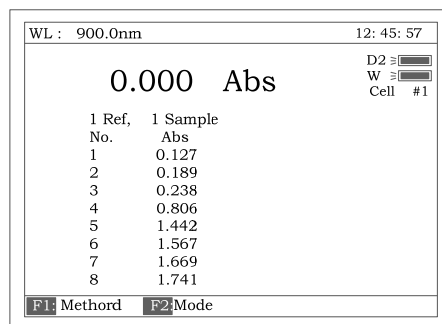 WL : 900.0nm 12: 45: 57
0.000 Abs
D2
W
Cell #1
1 Ref, 1 Sample
No. Abs
1 0.127
2 0.189
3 0.238
4 0.806
5 1.442
6 1.567
7 1.669
8 1.741
F1: Methord F2:Mode